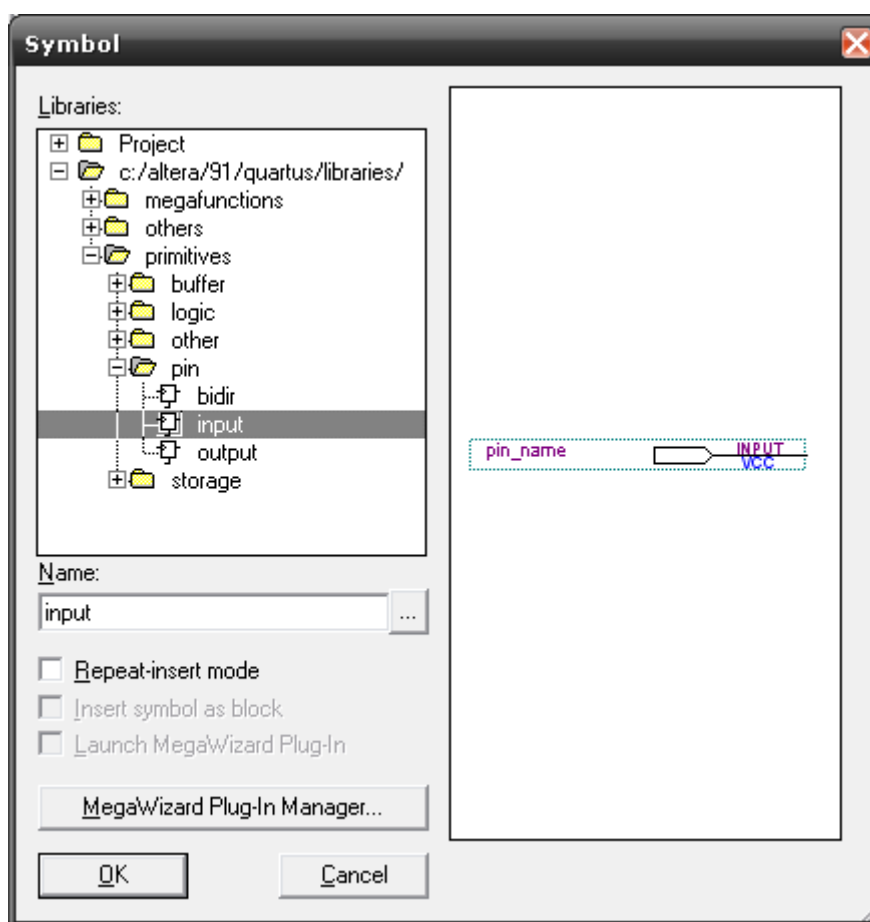 Symbol
Libraries:
Project
c:/altera/91/quartus/libraries/
megafunctions
others
primitives
buffer
logic
other
pin
bidir
input
output
storage
Name:
input
...
Repeat-insert mode
Insert symbol as block
Launch MegaWizard Plug-In
MegaWizard Plug-In Manager...
OK
Cancel
pin_name
INPUT
VCC